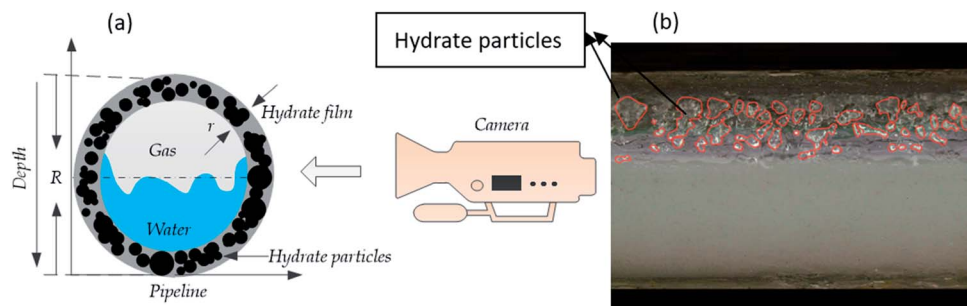 (a)
Hydrate particles
(b)
Hydrate film
Camera
r
Gas
Depth
R
Water
Hydrate particles
Pipeline